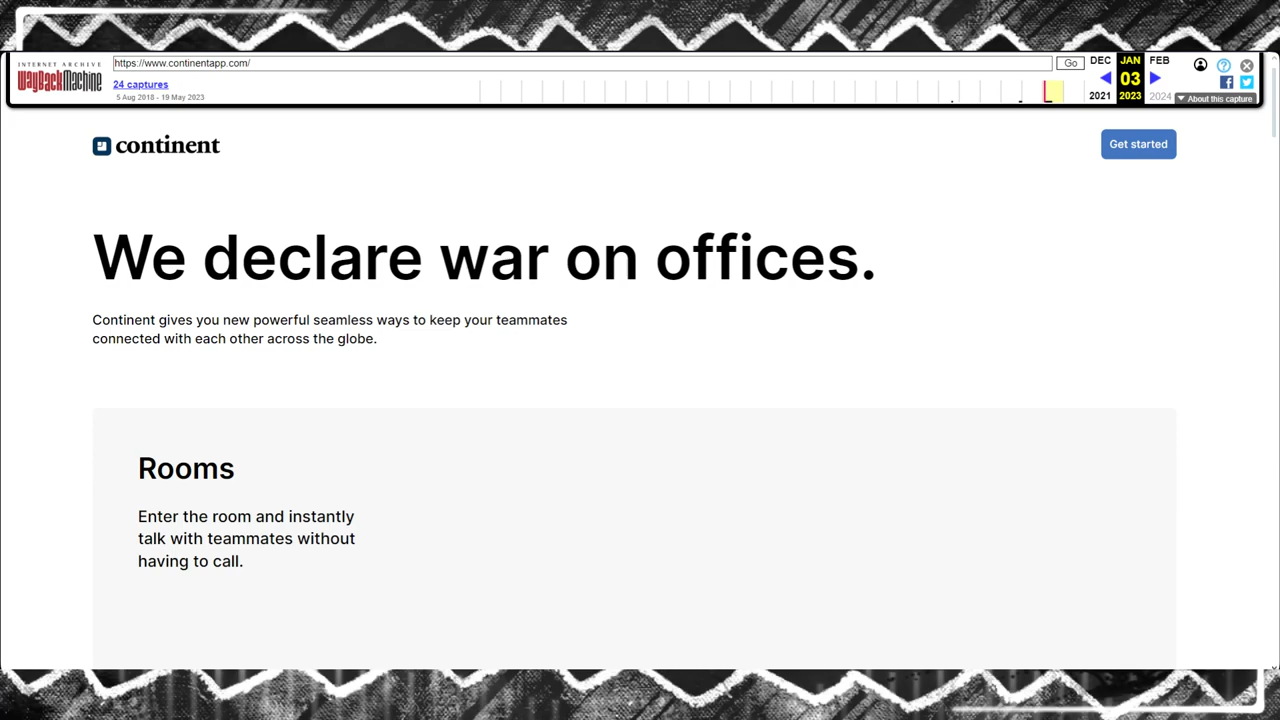 INTERNET ARCHIVE
WayBackMachine
https://www.continentapp.com/
Go
DEC
JAN
FEB
24 captures
03
5 Aug 2018 - 19 May 2023
2021
2023
2024
About this capture
continent
Get started
We declare war on offices.
Continent gives you new powerful seamless ways to keep your teammates
connected with each other across the globe.
Rooms
Enter the room and instantly
talk with teammates without
having to call.